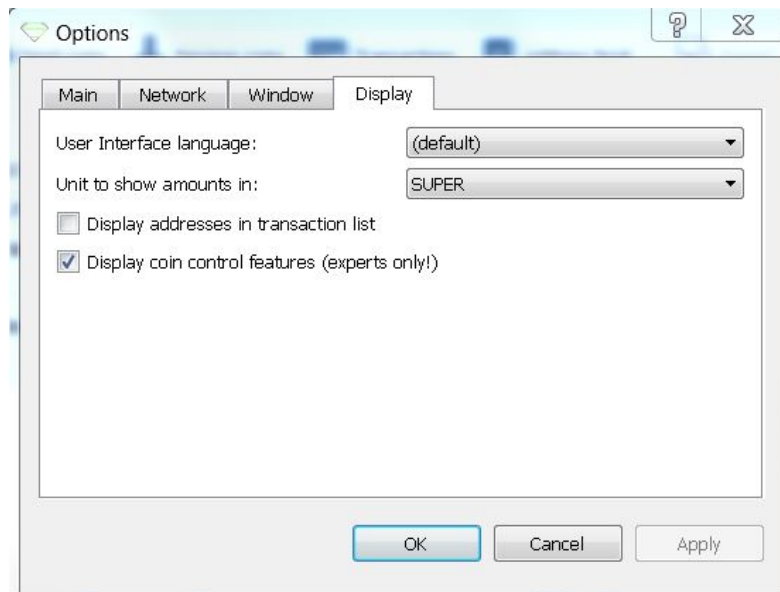 Options
Main Network Window Display
User Interface language: (default)
Unit to show amounts in: SUPER
Display addresses in transaction list
Display coin control features (experts only!)
OK Cancel Apply